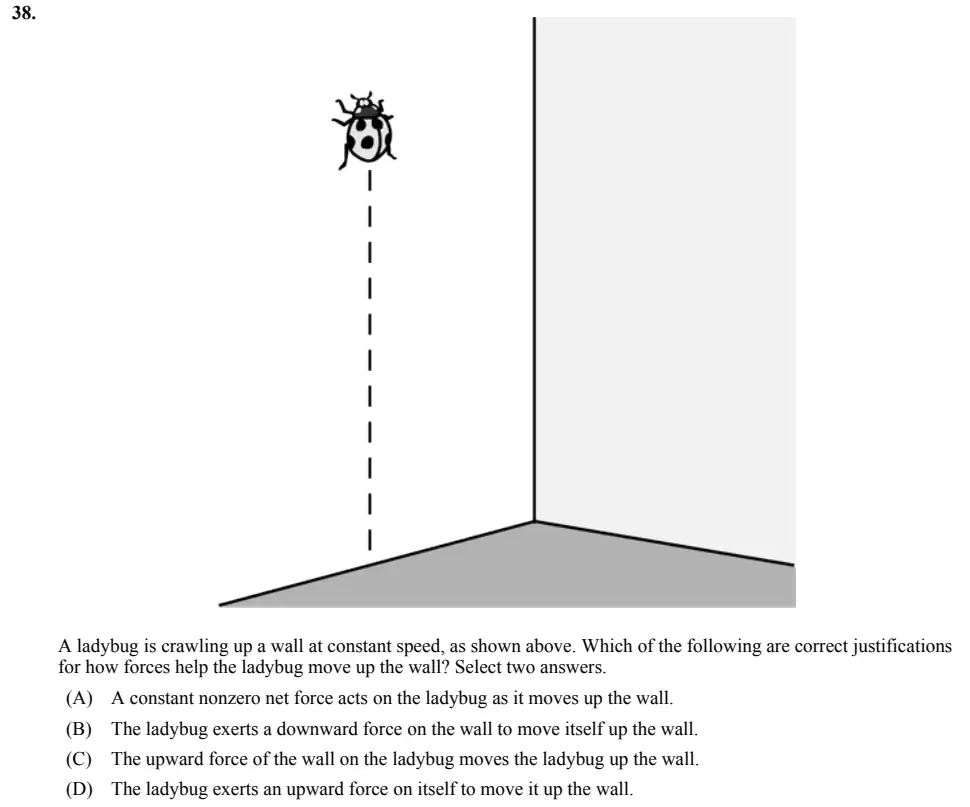 38.
A ladybug is crawling up a wall at constant speed, as shown above. Which of the following are correct justifications
for how forces help the ladybug move up the wall? Select two answers.
(A) A constant nonzero net force acts on the ladybug as it moves up the wall.
(B) The ladybug exerts a downward force on the wall to move itself up the wall.
(C) The upward force of the wall on the ladybug moves the ladybug up the wall.
(D) The ladybug exerts an upward force on itself to move it up the wall.